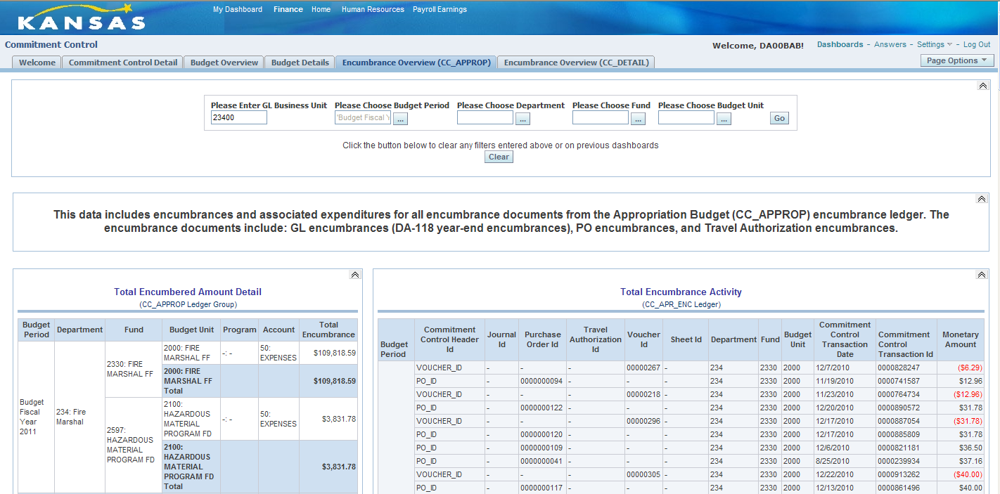 KANSAS
My Dashboard Finance Home Human Resources Payroll Earnings
Commitment Control
Welcome, DA00BAB! Dashboards - Answers - Settings - Log Out
Welcome Commitment Control Detail Budget Overview Budget Details Encumbrance Overview (CC_APPROP) Encumbrance Overview (CC_DETAIL)
Page Options
Please Enter GL Business Unit Please Choose Budget Period Please Choose Department Please Choose Fund Please Choose Budget Unit
23400 'Budget Fiscal Y ... ... ... ... Go
Click the button below to clear any filters entered above or on previous dashboards
Clear
This data includes encumbrances and associated expenditures for all encumbrance documents from the Appropriation Budget (CC_APPROP) encumbrance ledger. The
encumbrance documents include: GL encumbrances (DA-118 year-end encumbrances), PO encumbrances, and Travel Authorization encumbrances.
Total Encumbered Amount Detail
(CC_APPROP Ledger Group)
Budget Period Department Fund Budget Unit Program Account Total Encumbrance
Budget Fiscal Year 2011 234: Fire Marshal 2330: FIRE MARSHAL FF 2000: FIRE MARSHAL FF -: - 50: EXPENSES $109,818.59
2000: FIRE MARSHAL FF Total $109,818.59
2597: HAZARDOUS MATERIAL PROGRAM FD 2100: HAZARDOUS MATERIAL PROGRAM FD -: - 50: EXPENSES $3,831.78
2100: HAZARDOUS MATERIAL PROGRAM FD Total $3,831.78
Total Encumbrance Activity
(CC_APR_ENC Ledger)
Budget Period Commitment Control Header Id Journal Id Purchase Order Id Travel Authorization Id Voucher Id Sheet Id Department Fund Budget Unit Commitment Control Transaction Date Commitment Control Transaction Id Monetary Amount
VOUCHER_ID - - - 00000267 - 234 2330 2000 12/7/2010 0000828247 ($6.29)
PO_ID - 0000000094 - - - 234 2330 2000 11/19/2010 0000741587 $12.96
VOUCHER_ID - - - 00000218 - 234 2330 2000 11/23/2010 0000764734 ($12.96)
PO_ID - 0000000122 - - - 234 2330 2000 12/20/2010 0000890572 $31.78
VOUCHER_ID - - - 00000296 - 234 2330 2000 12/17/2010 0000887054 ($31.78)
PO_ID - 0000000120 - - - 234 2330 2000 12/17/2010 0000885809 $31.78
PO_ID - 0000000109 - - - 234 2330 2000 12/6/2010 0000821181 $36.50
PO_ID - 0000000041 - - - 234 2330 2000 8/25/2010 0000239934 $37.16
VOUCHER_ID - - - 00000305 - 234 2330 2000 12/22/2010 0000913262 ($40.00)
PO_ID - 0000000117 - - - 234 2330 2000 12/13/2010 0000861496 $40.00